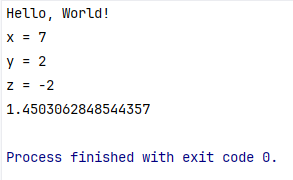 Hello, World!
x = 7
y = 2
z = -2
1.4503062848544357
Process finished with exit code 0.